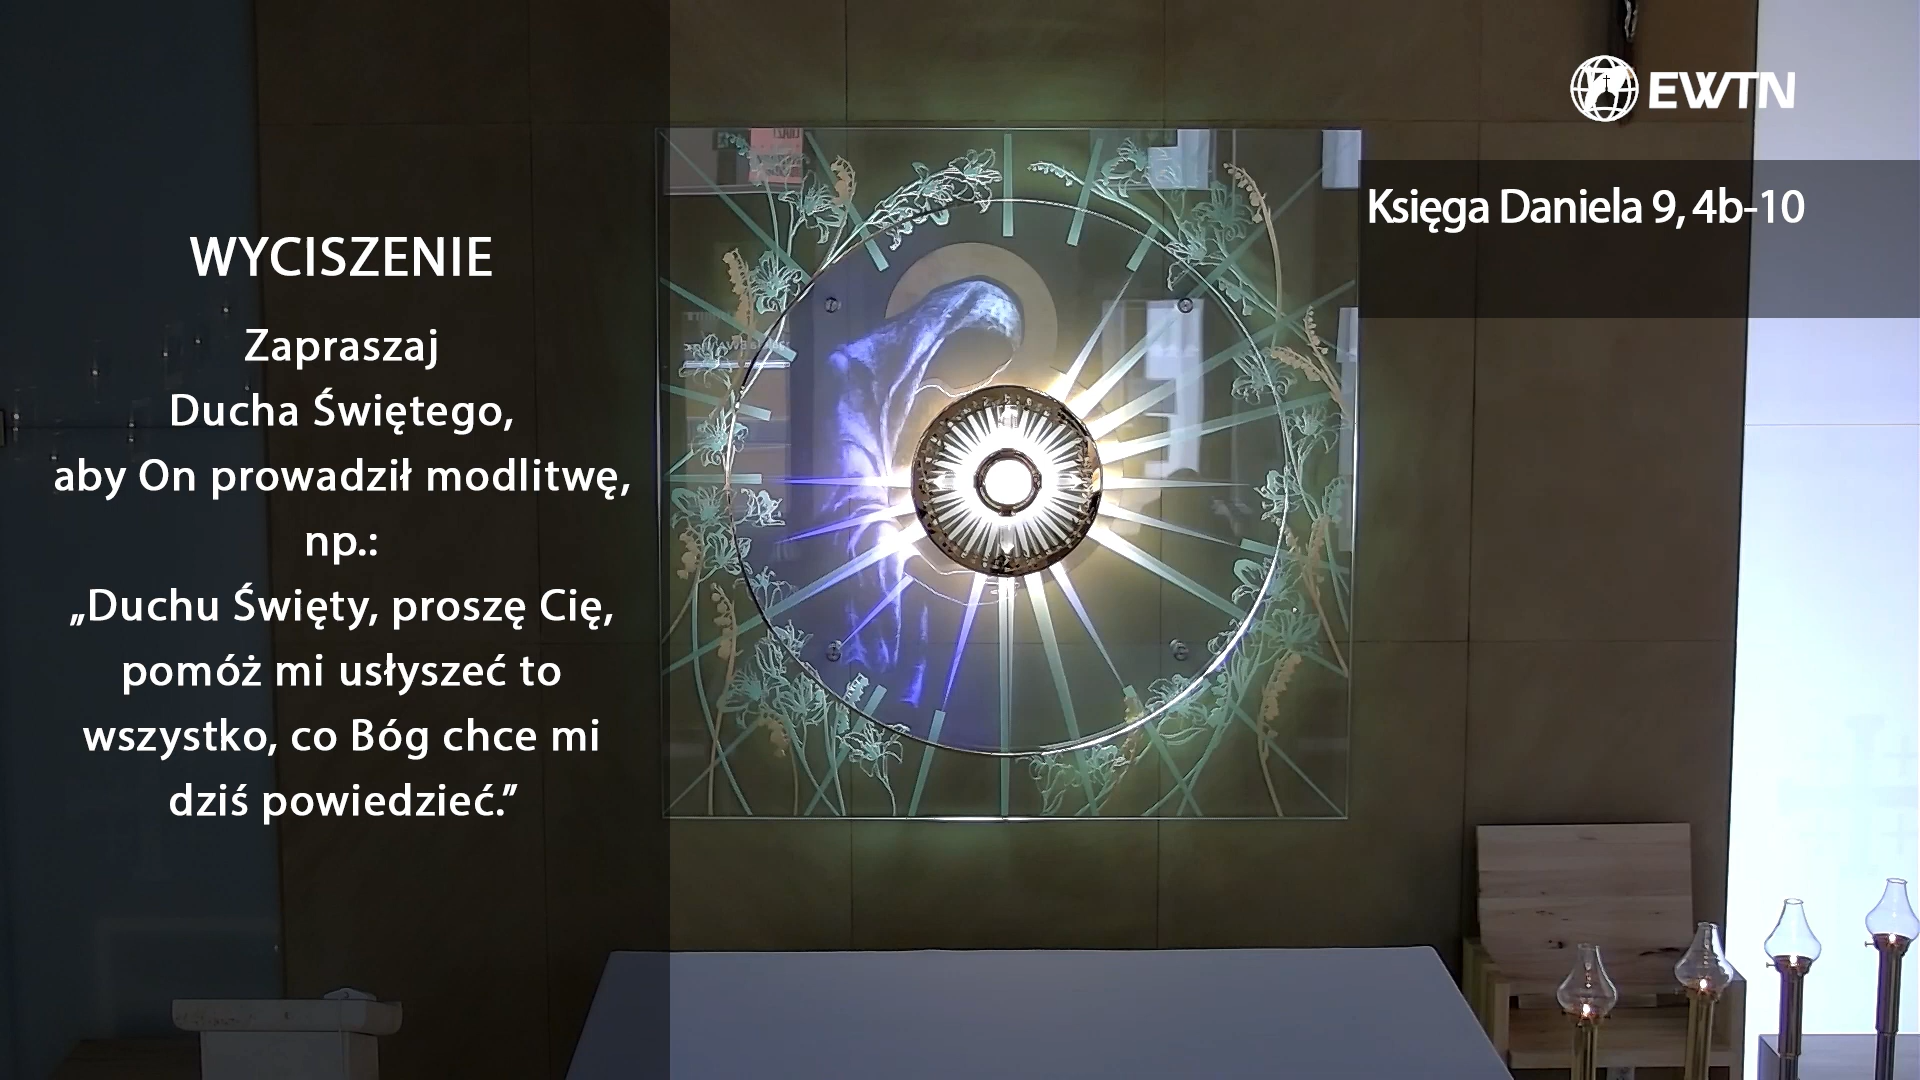 WYCISZENIE
Zapraszaj
Ducha Świętego,
aby On prowadził modlitwę,
np.:
„Duchu Święty, proszę Cię,
pomóż mi usłyszeć to
wszystko, co Bóg chce mi
dziś powiedzieć.”
EWTN
Księga Daniela 9, 4b-10